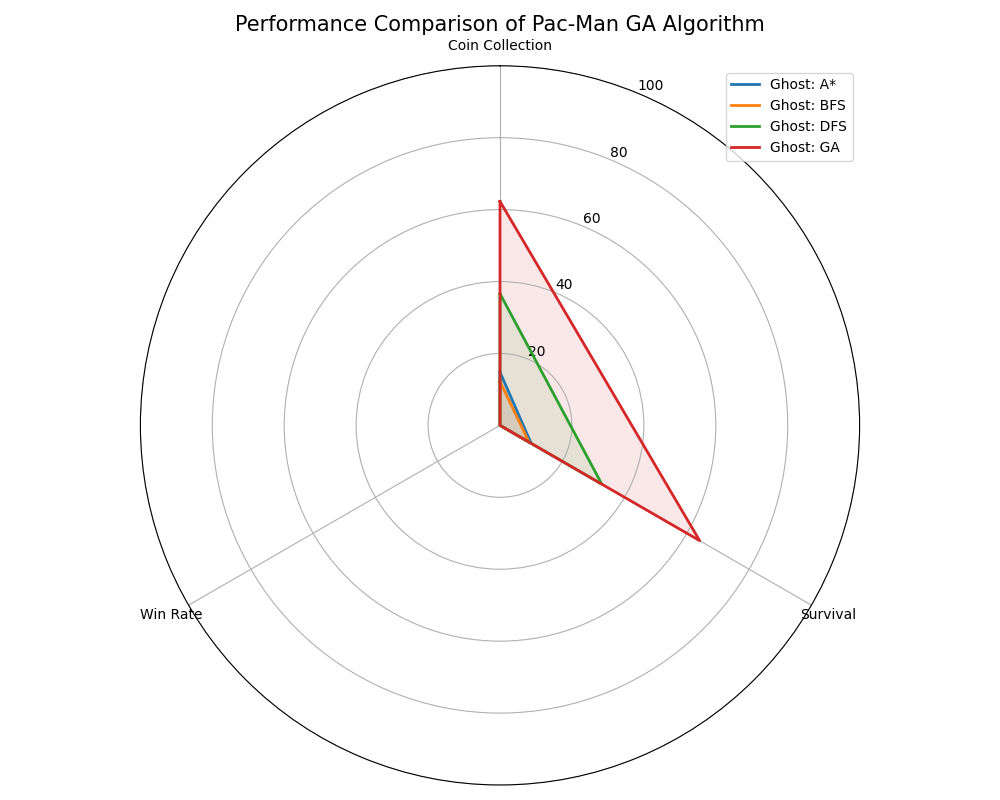 Performance Comparison of Pac-Man GA Algorithm
Coin Collection
100
80
60
40
20
Ghost: A*
Ghost: BFS
Ghost: DFS
Ghost: GA
Win Rate
Survival